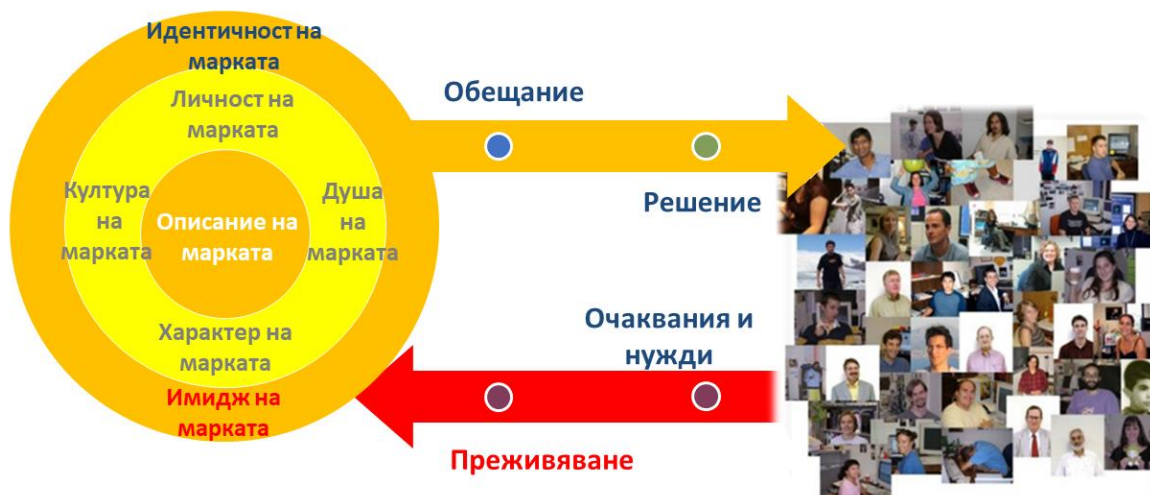 Идентичност на
марката
Личност на
марката
Култура
на
марката
Описание на
марката
Душа
на
марката
Характер на
марката
Имидж на
марката
Обещание
Решение
Очаквания и
нужди
Преживяване